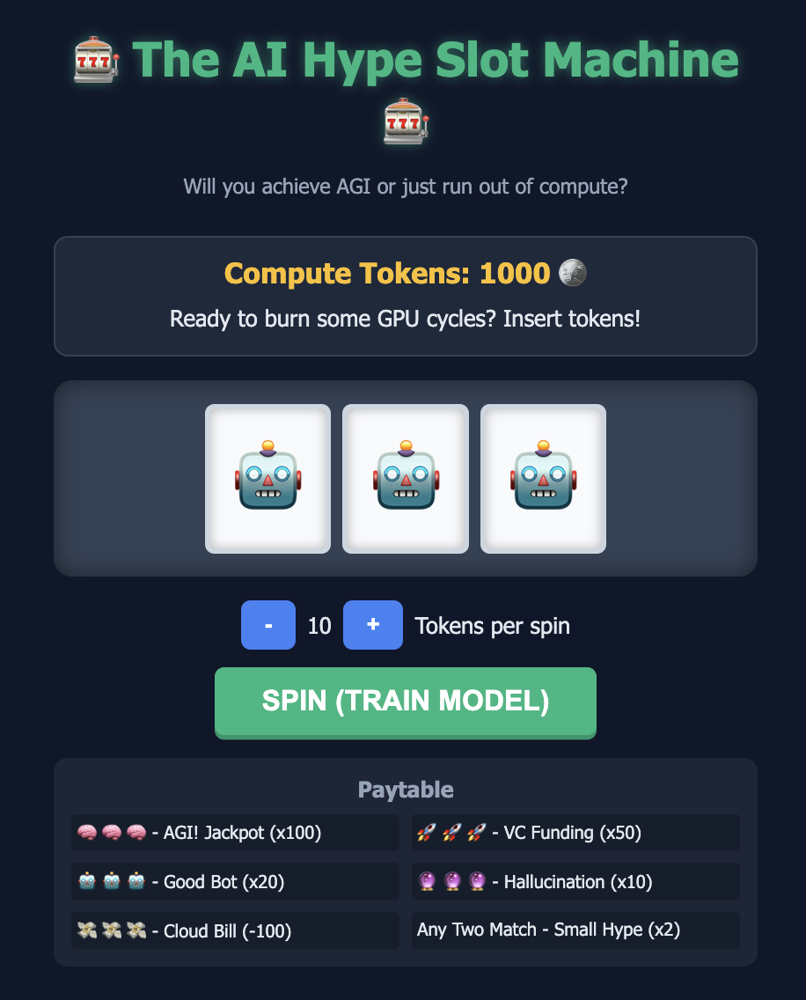 🎰 The AI Hype Slot Machine
🎰
Will you achieve AGI or just run out of compute?
Compute Tokens: 1000 🪙
Ready to burn some GPU cycles? Insert tokens!
🤖 🤖 🤖
- 10 + Tokens per spin
SPIN (TRAIN MODEL)
Paytable
🧠 🧠 🧠 - AGI! Jackpot (x100)
🚀 🚀 🚀 - VC Funding (x50)
🤖 🤖 🤖 - Good Bot (x20)
🔮 🔮 🔮 - Hallucination (x10)
💸 💸 💸 - Cloud Bill (-100)
Any Two Match - Small Hype (x2)